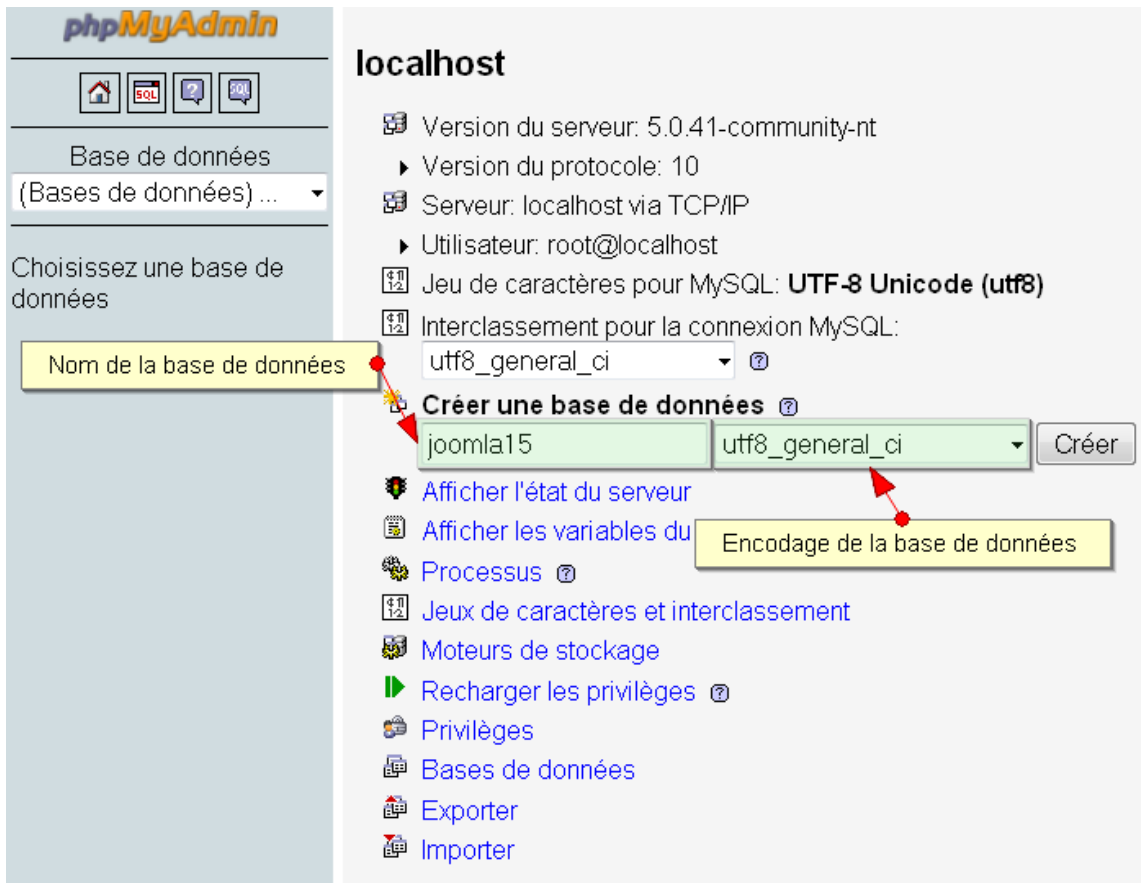 phpMyAdmin
Base de données
(Bases de données) ...
Choisissez une base de
données
localhost
Version du serveur: 5.0.41-community-nt
Version du protocole: 10
Serveur: localhost via TCP/IP
Utilisateur: root@localhost
Jeu de caractères pour MySQL: UTF-8 Unicode (utf8)
Interclassement pour la connexion MySQL:
utf8_general_ci
Nom de la base de données
Créer une base de données
joomla15 utf8_general_ci Créer
Afficher l'état du serveur
Afficher les variables du
Encodage de la base de données
Processus
Jeux de caractères et interclassement
Moteurs de stockage
Recharger les privilèges
Privilèges
Bases de données
Exporter
Importer